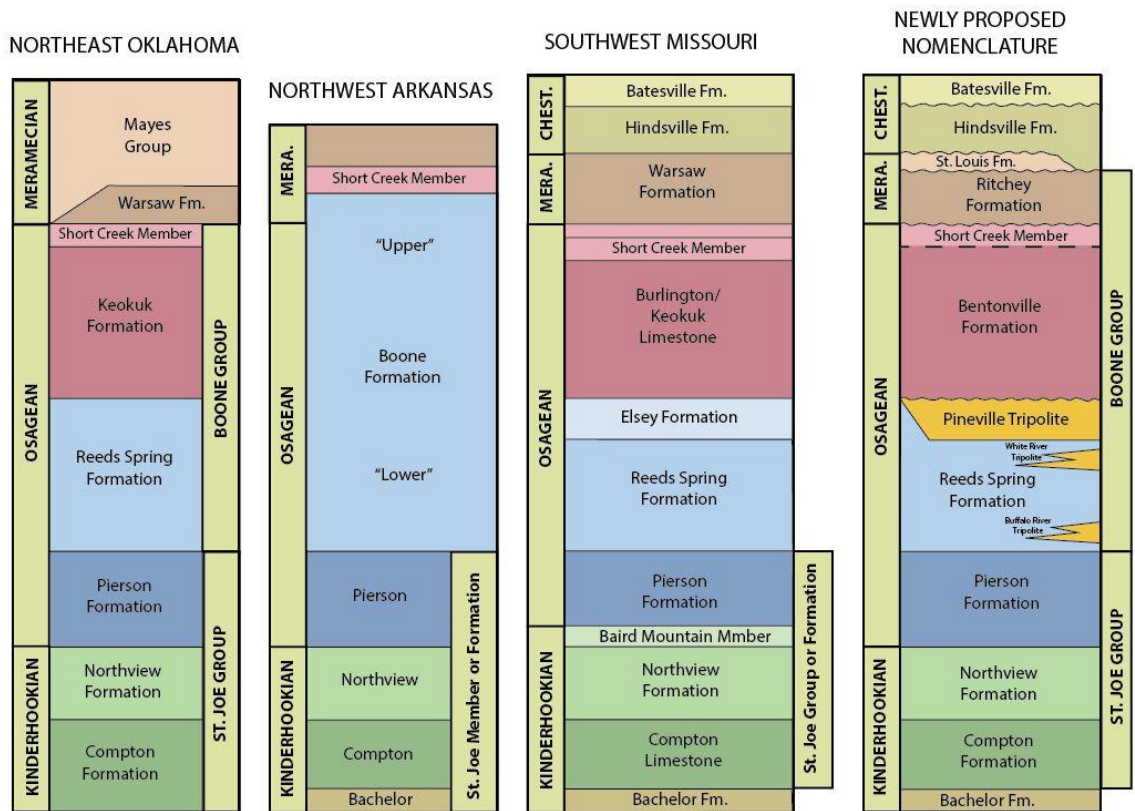 NORTHEAST OKLAHOMA
MERAMECIAN
OSAGEAN
KINDERHOOKIAN
Mayes
Group
Warsaw Fm.
Short Creek Member
Keokuk
Formation
Reeds Spring
Formation
Pierson
Formation
Northview
Formation
Compton
Formation
BOONE GROUP
ST. JOE GROUP
NORTHWEST ARKANSAS
MERA.
OSAGEAN
KINDERHOOKIAN
Short Creek Member
“Upper”
Boone
Formation
“Lower”
Pierson
Northview
Compton
Bachelor
St. Joe Member or Formation
SOUTHWEST MISSOURI
CHEST.
MERA.
OSAGEAN
KINDERHOOKIAN
Batesville Fm.
Hindsville Fm.
Warsaw
Formation
Short Creek Member
Burlington/
Keokuk
Limestone
Elsey Formation
Reeds Spring
Formation
Pierson
Formation
Baird Mountain Mmber
Northview
Formation
Compton
Limestone
Bachelor Fm.
St. Joe Group or Formation
NEWLY PROPOSED
NOMENCLATURE
CHEST.
MERA.
OSAGEAN
KINDERHOOKIAN
Batesville Fm.
Hindsville Fm.
St. Louis Fm.
Ritchey
Formation
Short Creek Member
Bentonville
Formation
Pineville Tripolite
White River
Tripolite
Reeds Spring
Formation
Buffalo River
Tripolite
Pierson
Formation
Northview
Formation
Compton
Formation
Bachelor Fm.
BOONE GROUP
ST. JOE GROUP